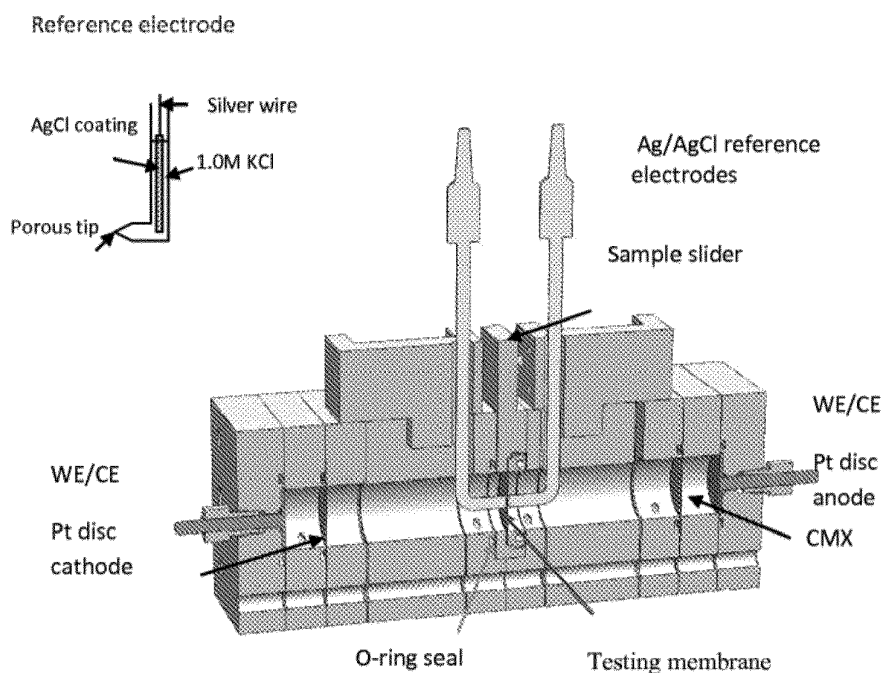 Reference electrode
Silver wire
AgCl coating
1.0M KCl
Porous tip
Ag/AgCl reference
electrodes
Sample slider
WE/CE
Pt disc
anode
CMX
WE/CE
Pt disc
cathode
O-ring seal
Testing membrane